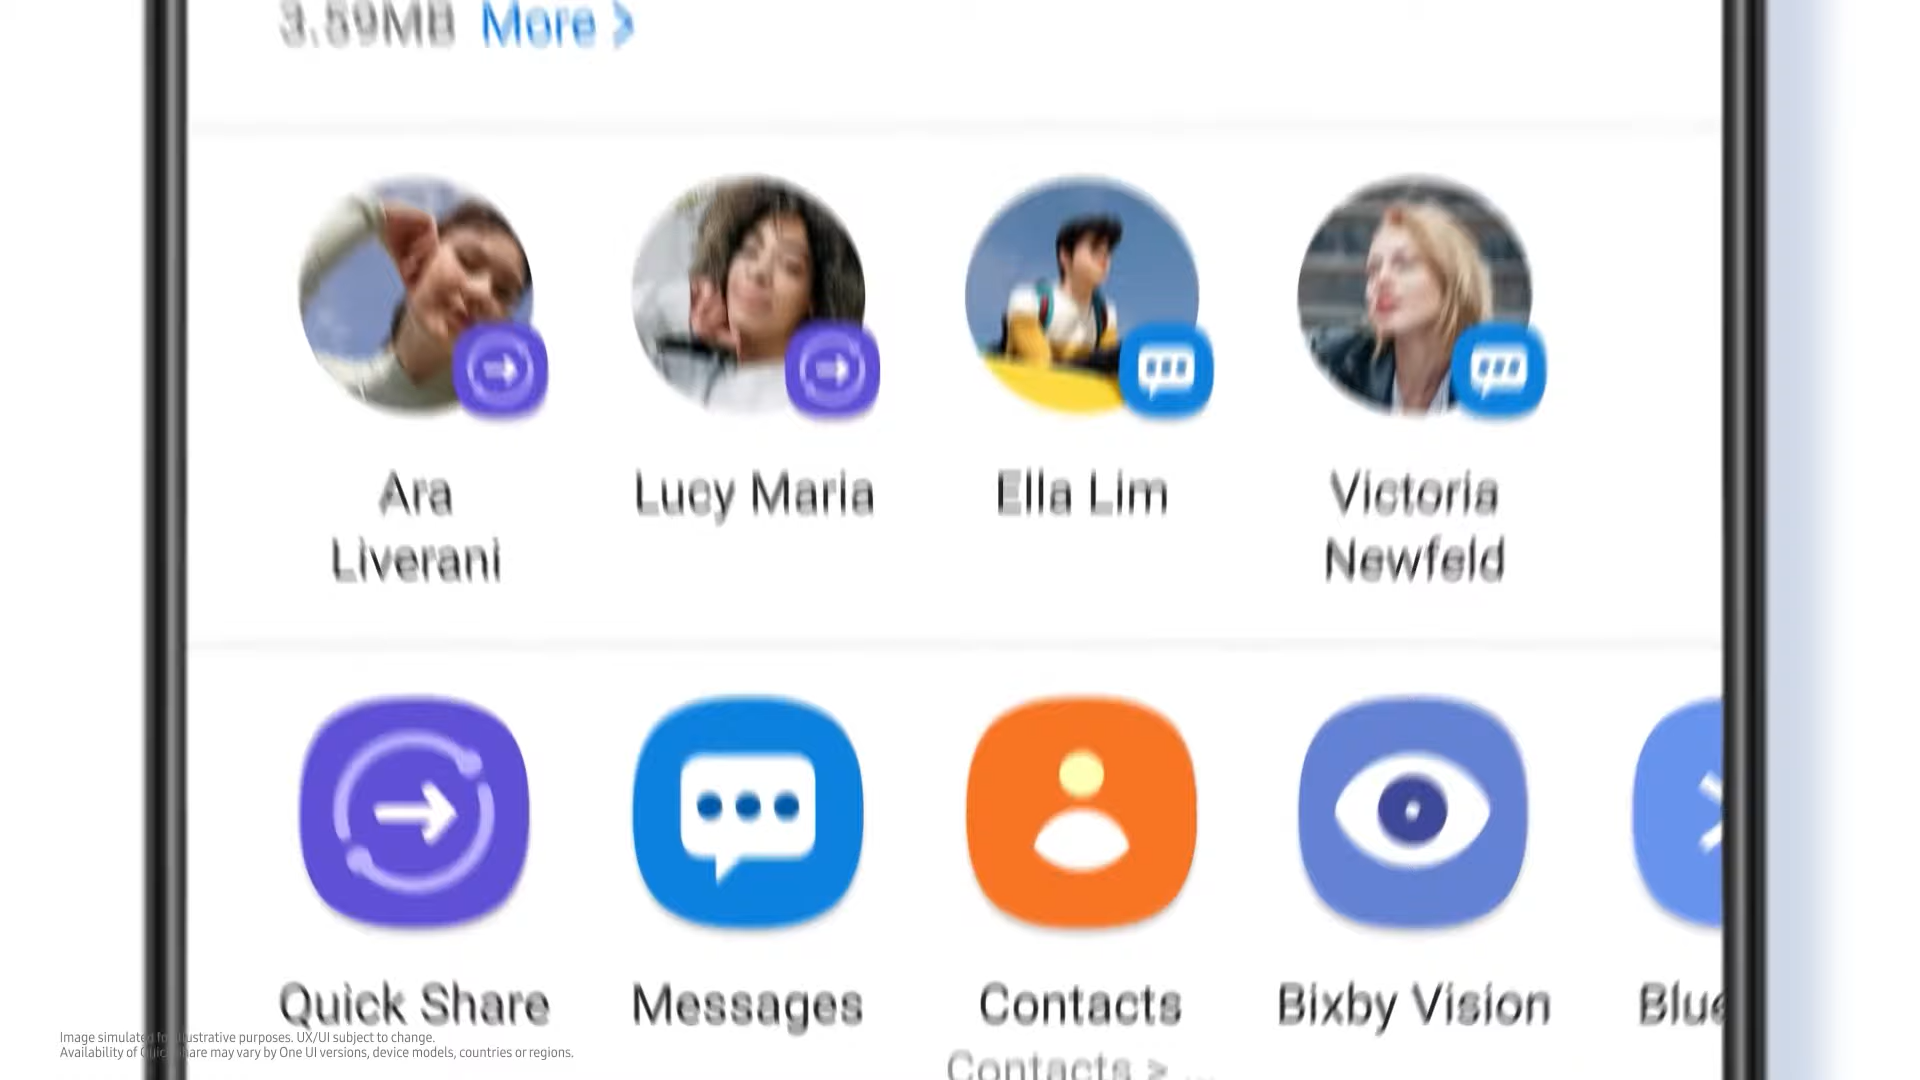 3.59MB More >
Ara
Liverani
Lucy Maria
Ella Lim
Victoria
Newfeld
Quick Share
Messages
Contacts
Contacts > ...
Bixby Vision
Blue
Image simulated for illustrative purposes. UX/UI subject to change.
Availability of Quick Share may vary by One UI versions, device models, countries or regions.